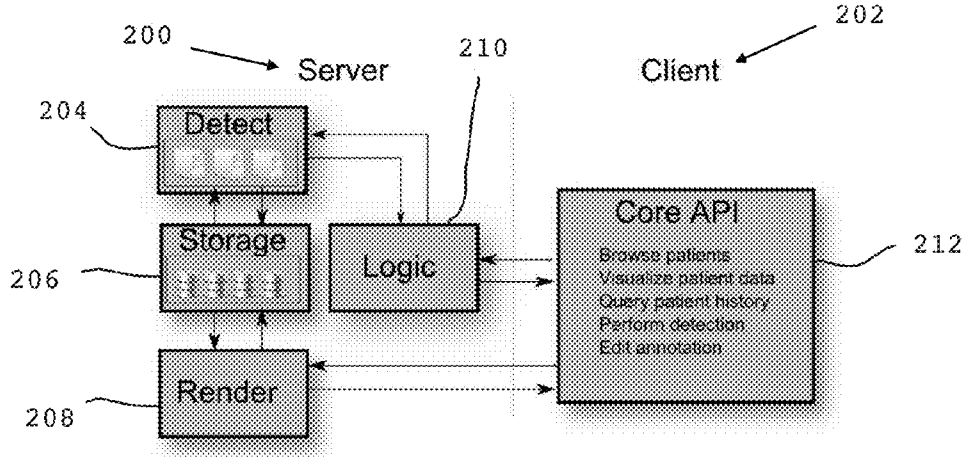 200
Server
210
Client
202
204
Detect
Storage
206
Logic
Core API
Browse patients
Visualize patient data
Query patient history
Perform detection
Edit annotation
212
Render
208